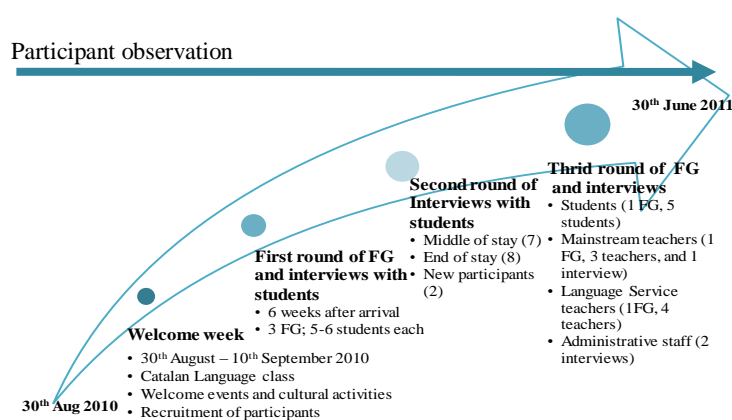 Participant observation
30th June 2011
Thrid round of FG
and interviews
• Students (1 FG, 5
students)
• Mainstream teachers (1
FG, 3 teachers, and 1
interview)
• Language Service
teachers (1FG, 4
teachers)
• Administrative staff (2
interviews)
Second round of
Interviews with
students
• Middle of stay (7)
• End of stay (8)
• New participants
(2)
First round of FG
and interviews with
students
• 6 weeks after arrival
• 3 FG; 5-6 students each
Welcome week
• 30th August – 10th September 2010
• Catalan Language class
• Welcome events and cultural activities
• Recruitment of participants
30th Aug 2010